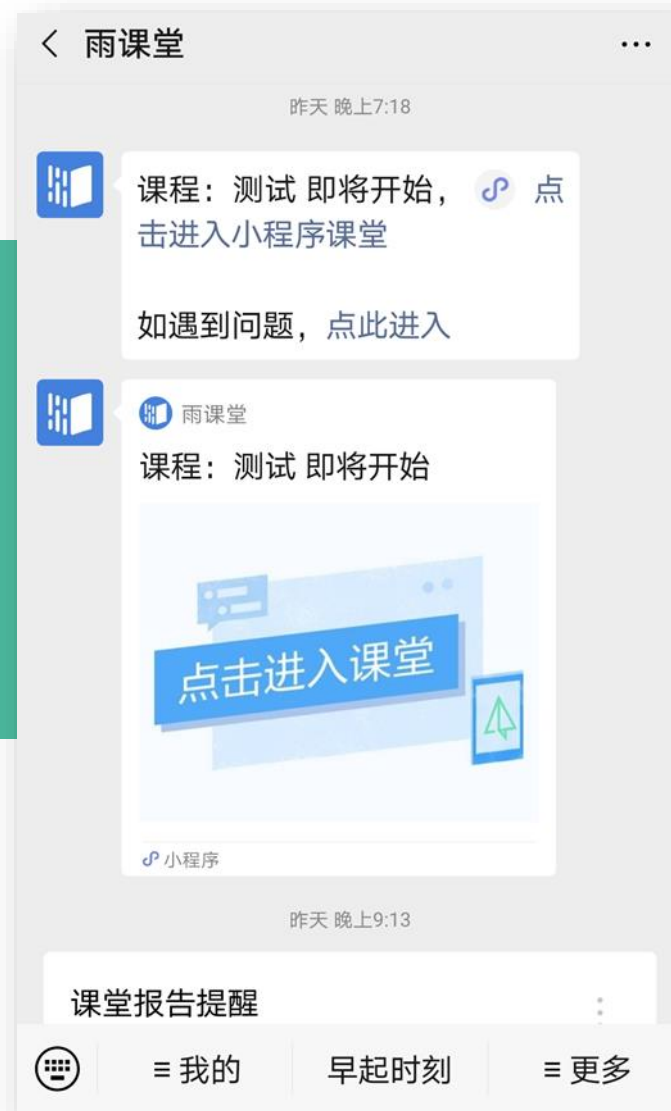 雨课堂
昨天 晚上7:18
课程：测试 即将开始， 点
击进入小程序课堂
如遇到问题，点此进入
雨课堂
课程：测试 即将开始
点击进入课堂
小程序
昨天 晚上9:13
课堂报告提醒
≡ 我的 早起时刻 ≡ 更多